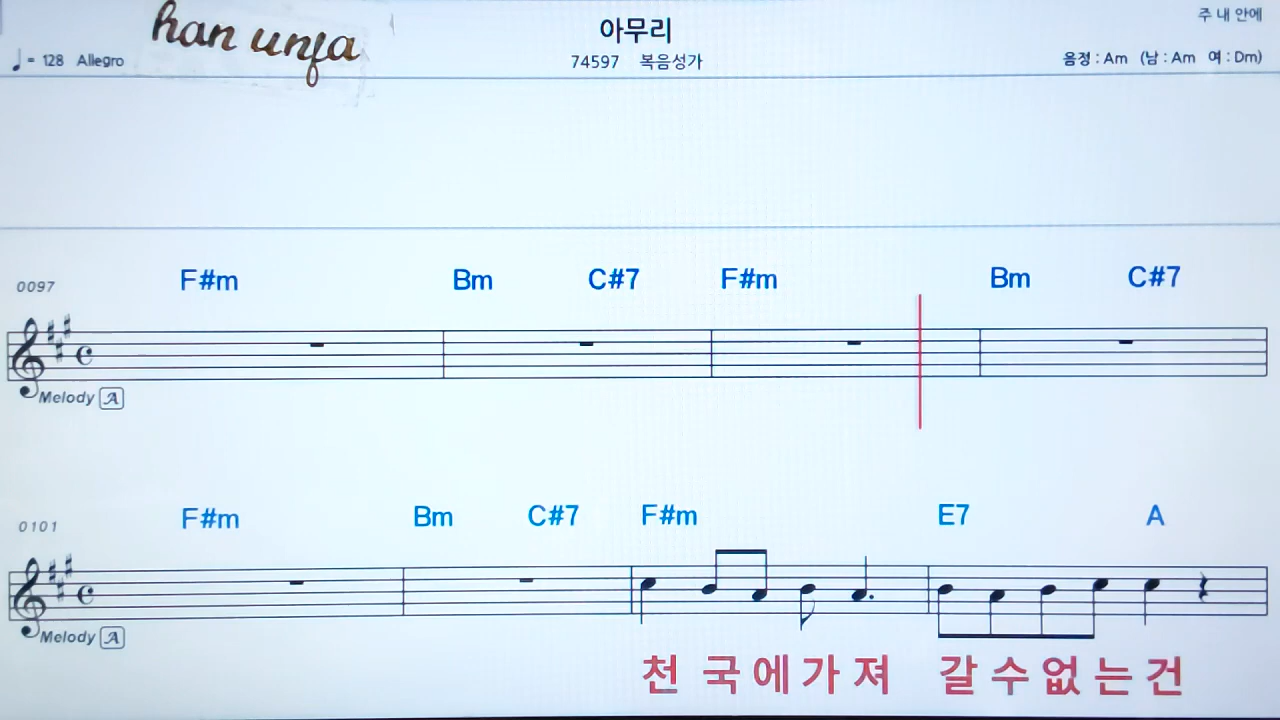 han unfa
아무리
주 내 안에
♩= 128 Allegro
74597 복음성가
음정 : Am (남 : Am 여 : Dm)
0097
F#m Bm C#7 F#m Bm C#7
Melody A
0101
F#m Bm C#7 F#m E7 A
Melody A
천 국에가 져 갈 수 없 는 건